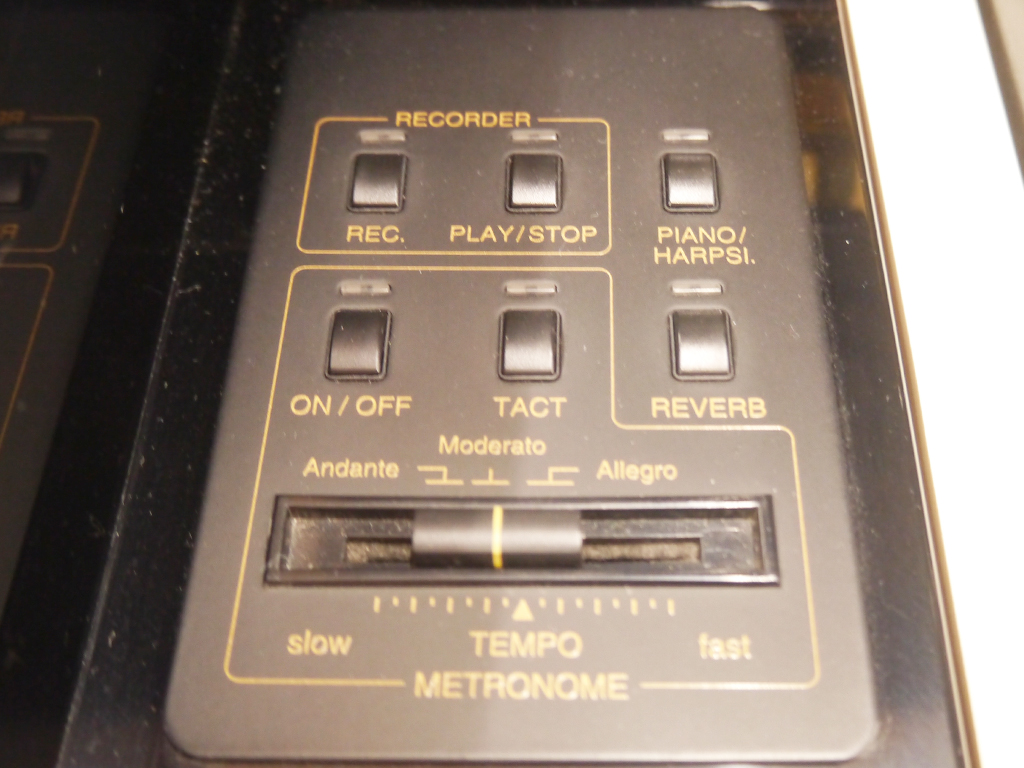 RECORDER
REC. PLAY/STOP PIANO/
HARPSI.
ON / OFF TACT REVERB
Moderato
Andante Allegro
slow TEMPO fast
METRONOME